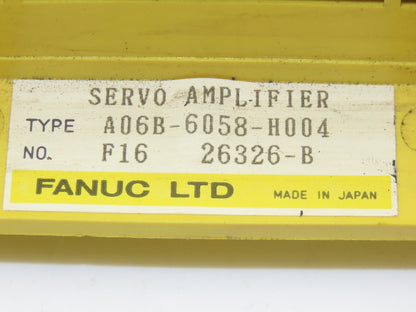 SERVO AMPLIFIER
TYPE A06B-6058-H004
NO. F16 26326-B
FANUC LTD MADE IN JAPAN